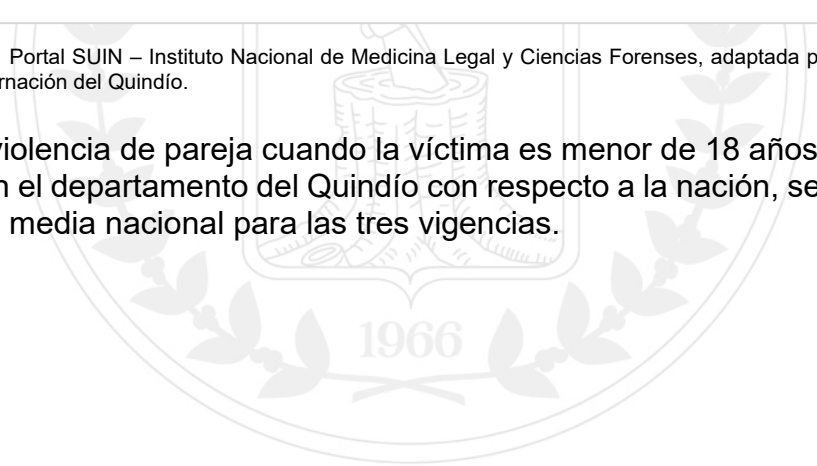 Portal SUIN – Instituto Nacional de Medicina Legal y Ciencias Forenses, adaptada p
rnación del Quindío.
violencia de pareja cuando la víctima es menor de 18 años
n el departamento del Quindío con respecto a la nación, se
media nacional para las tres vigencias.
1966